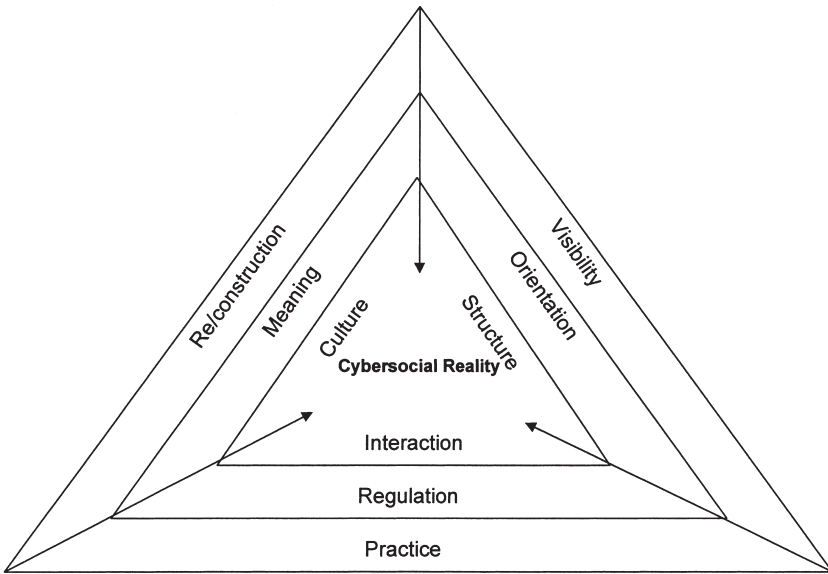 Re/construction
Visibility
Meaning
Orientation
Culture
Structure
Cybersocial Reality
Interaction
Regulation
Practice